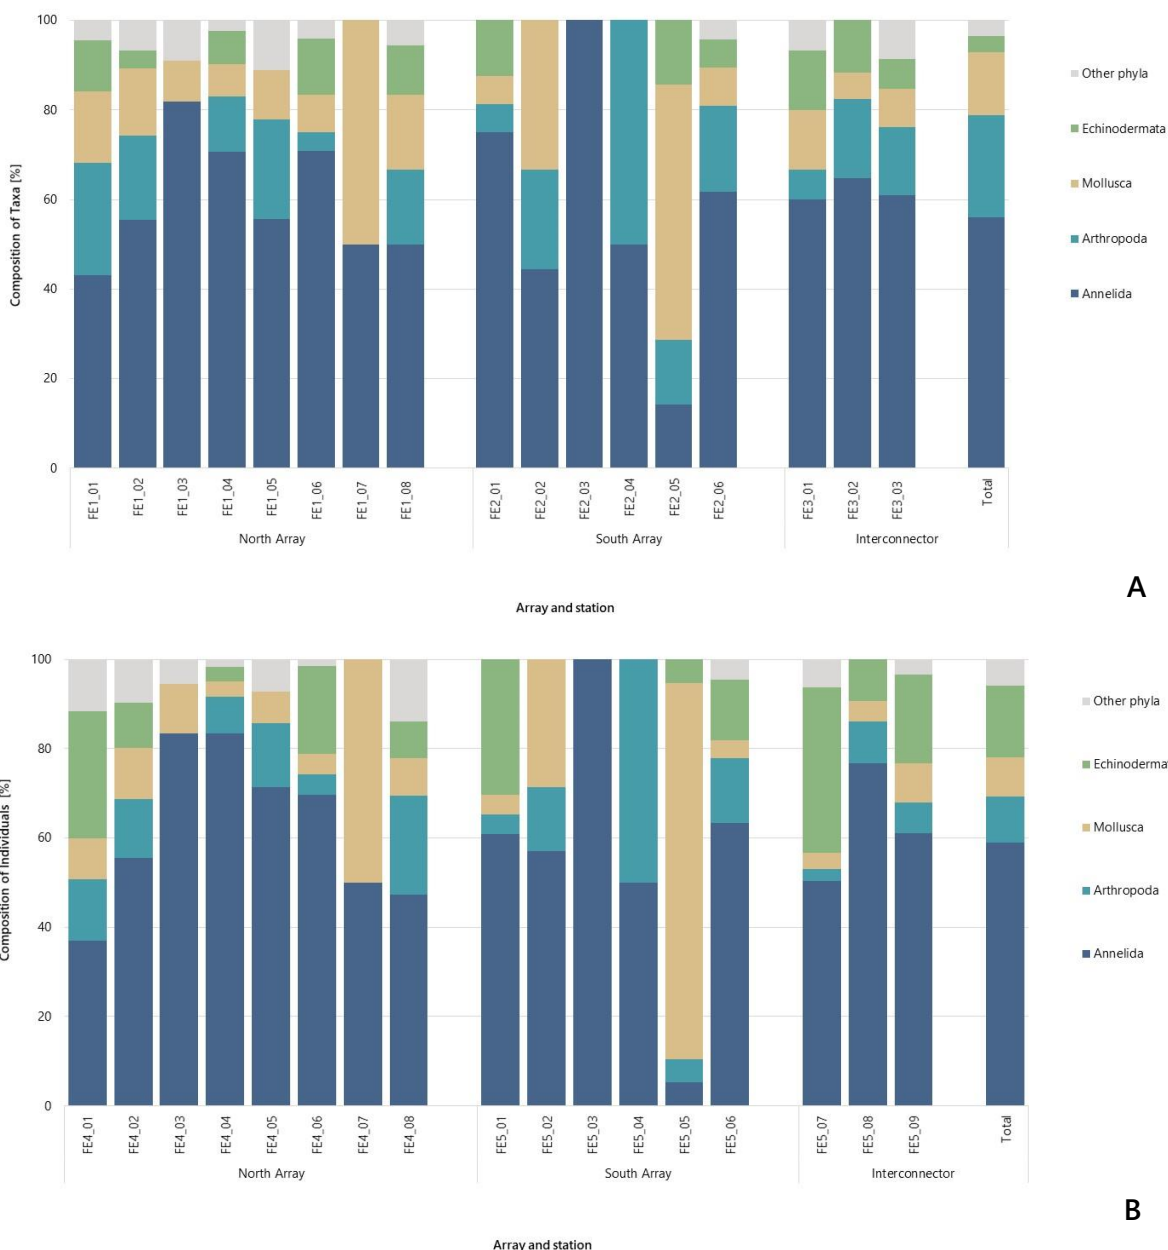 100
80
60
40
20
0
Composition of Taxa [%]
FE1_01
FE1_02
FE1_03
FE1_04
FE1_05
FE1_06
FE1_07
FE1_08
FE2_01
FE2_02
FE2_03
FE2_04
FE2_05
FE2_06
FE3_01
FE3_02
FE3_03
Total
North Array
South Array
Interconnector
Array and station
Other phyla
Echinodermata
Mollusca
Arthropoda
Annelida
A
100
80
60
40
20
0
Composition of Individuals [%]
FE4_01
FE4_02
FE4_03
FE4_04
FE4_05
FE4_06
FE4_07
FE4_08
FE5_01
FE5_02
FE5_03
FE5_04
FE5_05
FE5_06
FE5_07
FE5_08
FE5_09
Total
North Array
South Array
Interconnector
Array and station
Other phyla
Echinoderma
Mollusca
Arthropoda
Annelida
B